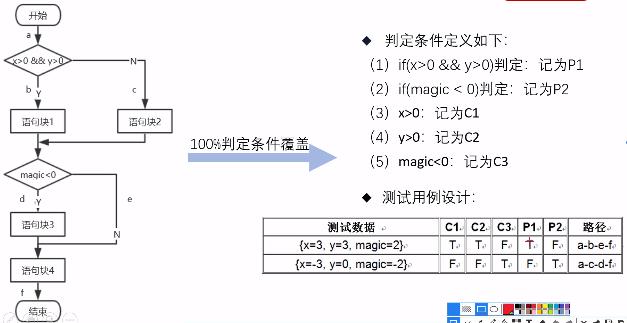 开始
a
x>0 && y>0
N
b
Y
c
语句块1
语句块2
magic<0
d
Y
e
语句块3
N
语句块4
f
结束
100%判定条件覆盖
◆ 判定条件定义如下：
（1）if(x>0 && y>0)判定：记为P1
（2）if(magic < 0)判定：记为P2
（3）x>0：记为C1
（4）y>0：记为C2
（5）magic<0：记为C3
◆ 测试用例设计：
测试数据 C1 C2 C3 P1 P2 路径
{x=3, y=3, magic=2} T T F T F a-b-e-f
{x=-3, y=0, magic=-2} F F T F T a-c-d-f